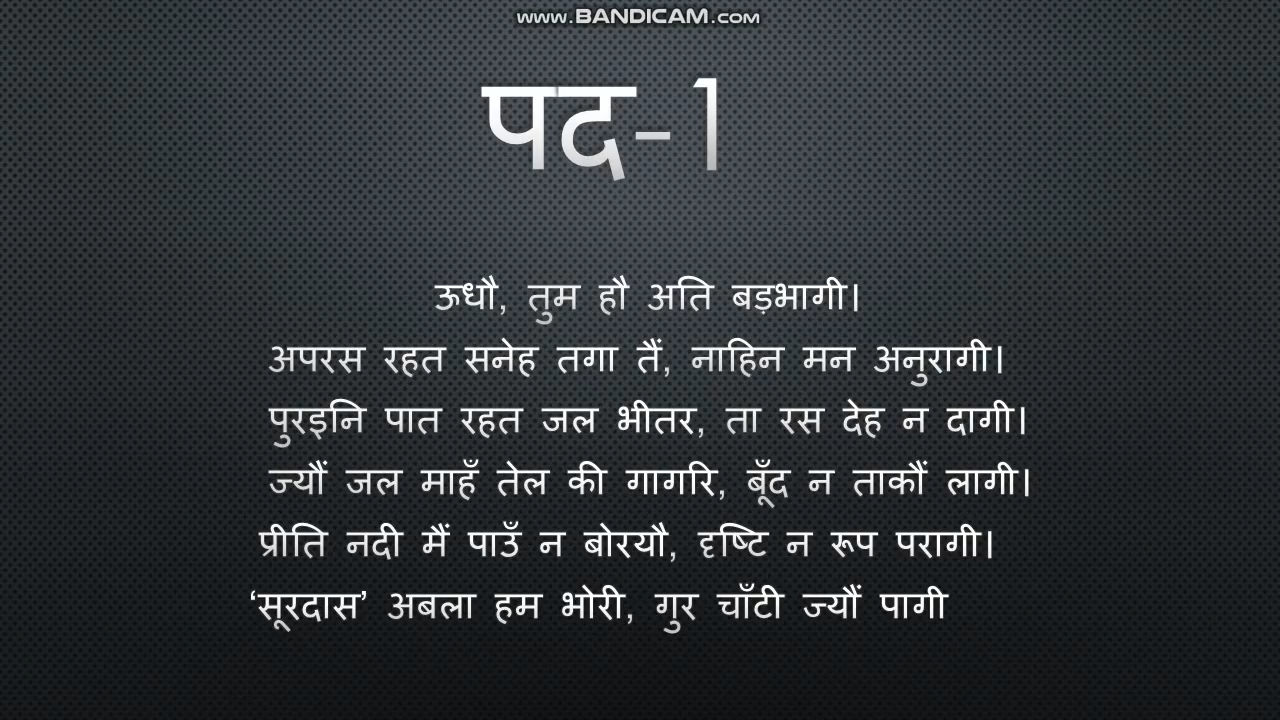 www.BANDICAM.com
पद-1
ऊधौ, तुम हौ अति बड़भागी।
अपरस रहत सनेह तगा तैं, नाहिन मन अनुरागी।
पुरइनि पात रहत जल भीतर, ता रस देह न दागी।
ज्यौं जल माहँ तेल की गागरि, बूँद न ताकौं लागी।
प्रीति नदी मैं पाउँ न बोरयौ, दृष्टि न रूप परागी।
‘सूरदास’ अबला हम भोरी, गुर चाँटी ज्यौं पागी